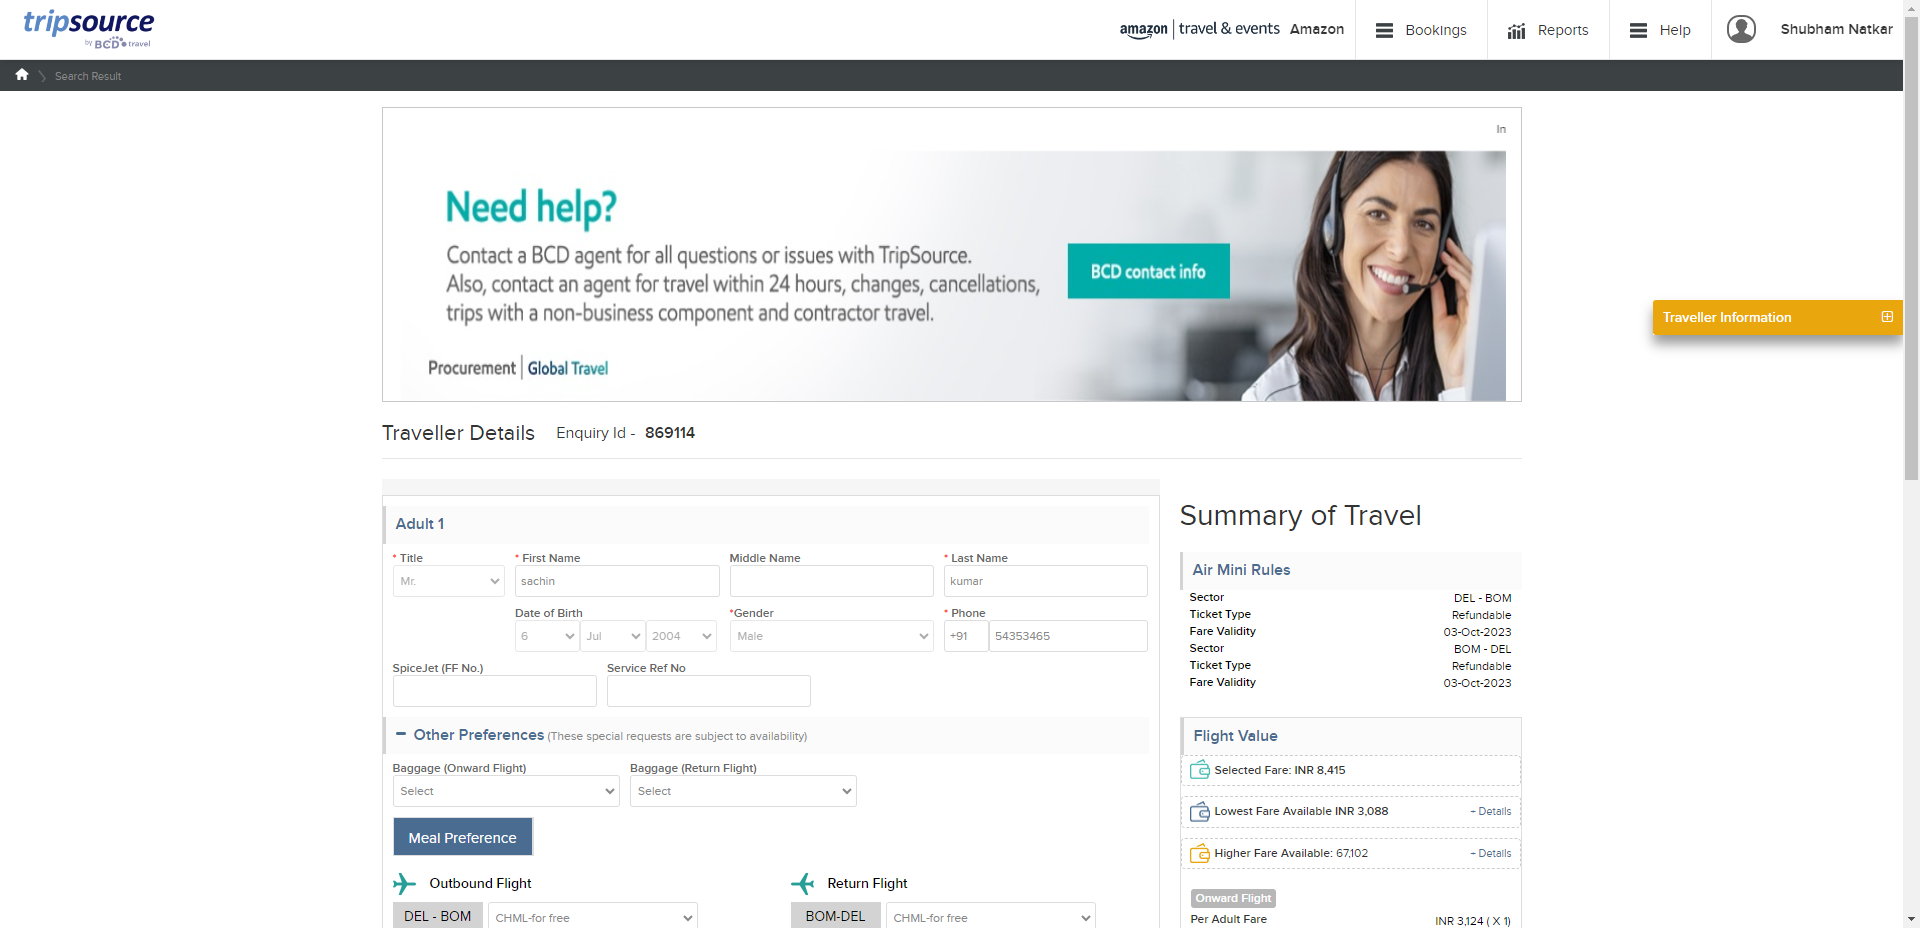 tripsource
by BCD travel
amazon | travel & events Amazon
Bookings
Reports
Help
Shubham Natkar
Search Result
In
Need help?
Contact a BCD agent for all questions or issues with TripSource.
Also, contact an agent for travel within 24 hours, changes, cancellations,
trips with a non-business component and contractor travel.
BCD contact info
Procurement | Global Travel
Traveller Information
Traveller Details Enquiry Id - 869114
Adult 1
* Title * First Name Middle Name * Last Name
Mr. sachin kumar
Date of Birth *Gender * Phone
6 Jul 2004 Male +91 54353465
SpiceJet (FF No.) Service Ref No
Other Preferences (These special requests are subject to availability)
Baggage (Onward Flight) Baggage (Return Flight)
Select Select
Meal Preference
Outbound Flight Return Flight
DEL - BOM CHML-for free BOM-DEL CHML-for free
Summary of Travel
Air Mini Rules
Sector DEL - BOM
Ticket Type Refundable
Fare Validity 03-Oct-2023
Sector BOM - DEL
Ticket Type Refundable
Fare Validity 03-Oct-2023
Flight Value
Selected Fare: INR 8,415
Lowest Fare Available INR 3,088 + Details
Higher Fare Available: 67,102 + Details
Onward Flight
Per Adult Fare INR 3,124 ( X 1)